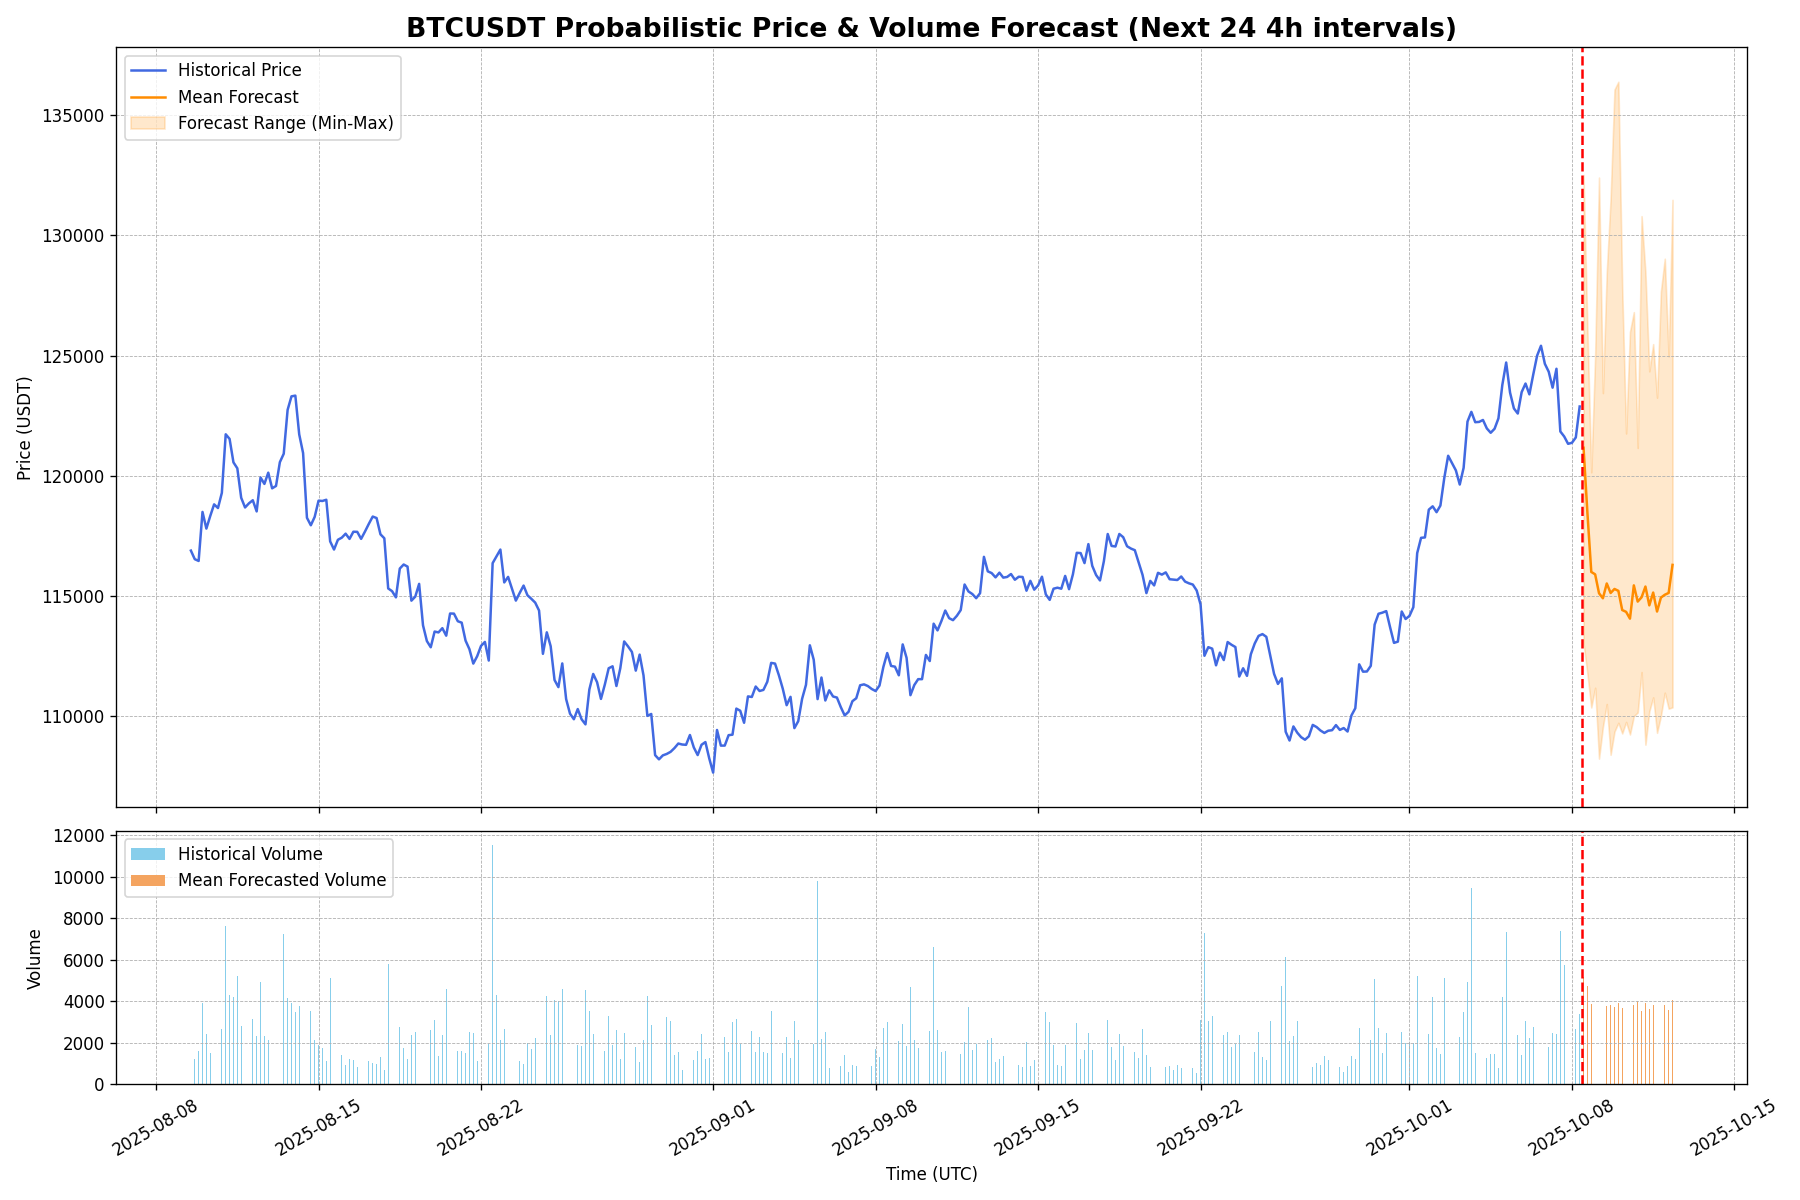 BTCUSDT Probabilistic Price & Volume Forecast (Next 24 4h intervals)
Historical Price
Mean Forecast
Forecast Range (Min-Max)
135000
130000
125000
120000
115000
110000
Price (USDT)
Historical Volume
Mean Forecasted Volume
12000
10000
8000
6000
4000
2000
0
Volume
2025-08-08
2025-08-15
2025-08-22
2025-09-01
2025-09-08
2025-09-15
2025-09-22
2025-10-01
2025-10-08
2025-10-15
Time (UTC)